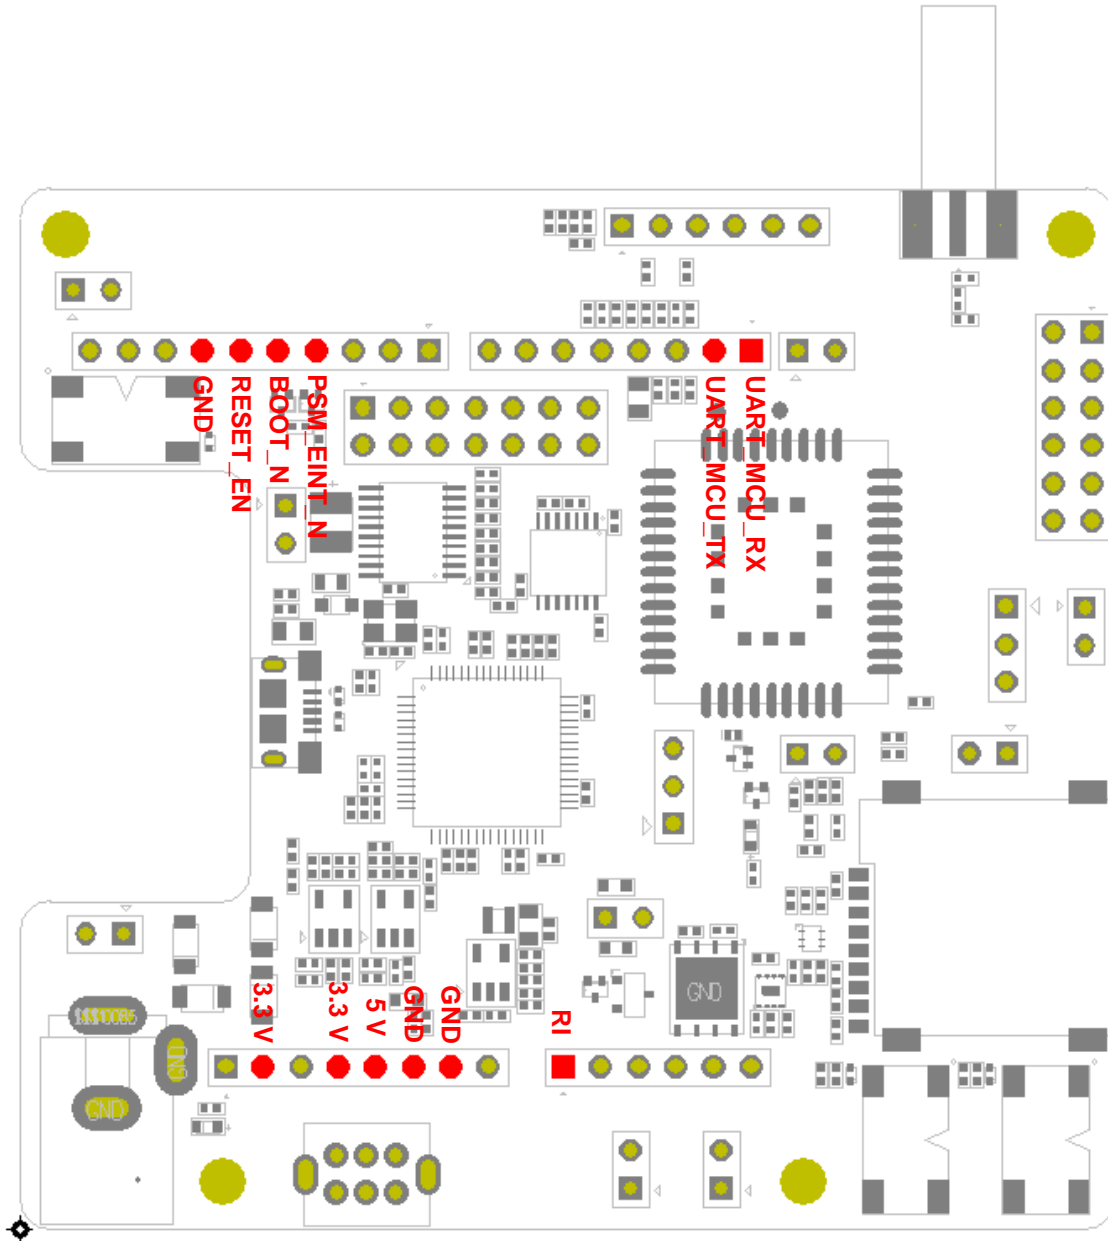 GND
RESET_EN
BOOT_N
PSM_EINT_N
UART_MCU_TX
UART_MCU_RX
3.3 V
3.3 V
5 V
GND
GND
RI
GND
GND
GND